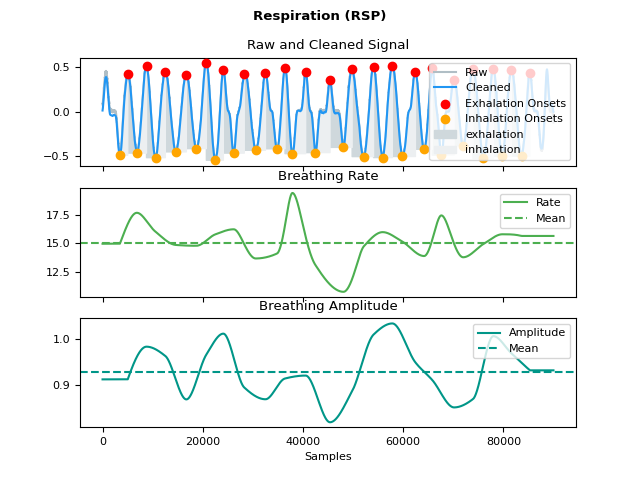 Respiration (RSP)
Raw and Cleaned Signal
0.5
0.0
−0.5
Raw
Cleaned
Exhalation Onsets
Inhalation Onsets
exhalation
inhalation
Breathing Rate
17.5
15.0
12.5
Rate
Mean
Breathing Amplitude
1.0
0.9
Amplitude
Mean
0 20000 40000 60000 80000
Samples